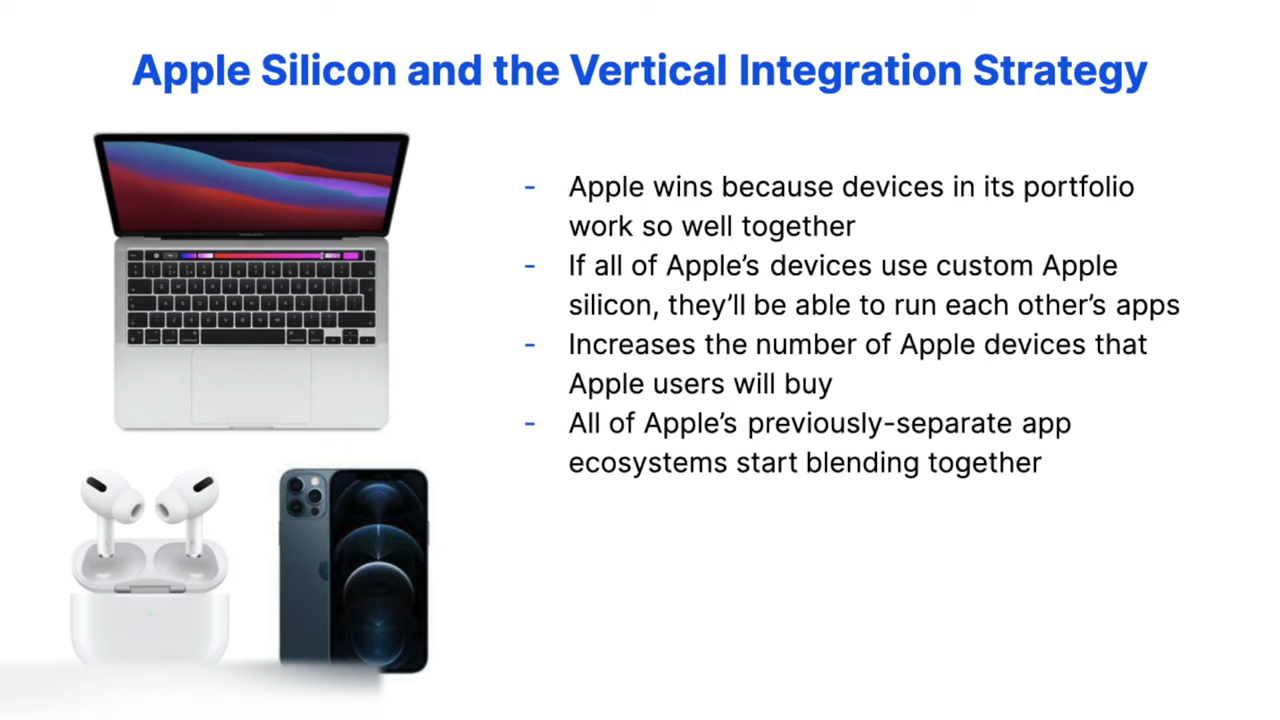 Apple Silicon and the Vertical Integration Strategy
- Apple wins because devices in its portfolio
work so well together
- If all of Apple’s devices use custom Apple
silicon, they’ll be able to run each other’s apps
- Increases the number of Apple devices that
Apple users will buy
- All of Apple’s previously-separate app
ecosystems start blending together